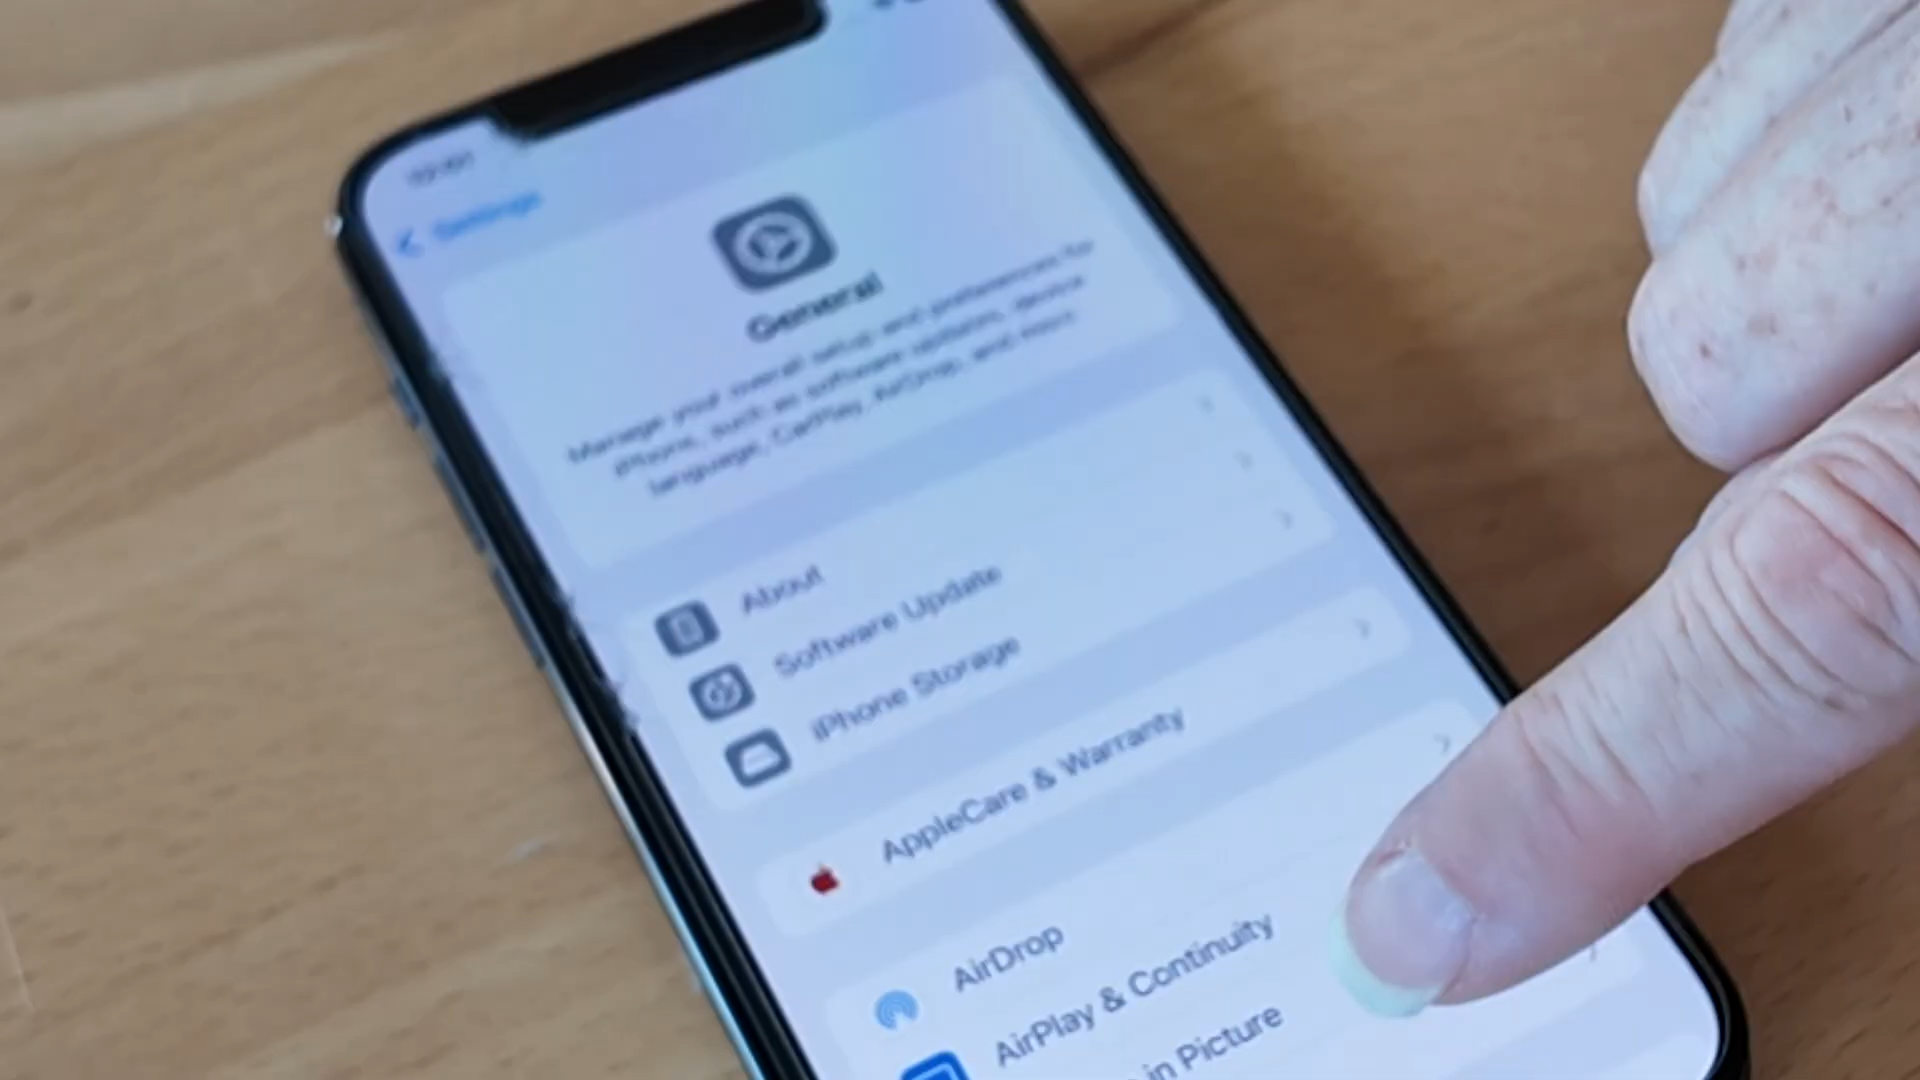 Settings
General
Manage your overall setup and preferences for
iPhone, such as software updates, device
language, CarPlay, AirDrop, and more.
About
Software Update
iPhone Storage
AppleCare & Warranty
AirDrop
AirPlay & Continuity
in Picture